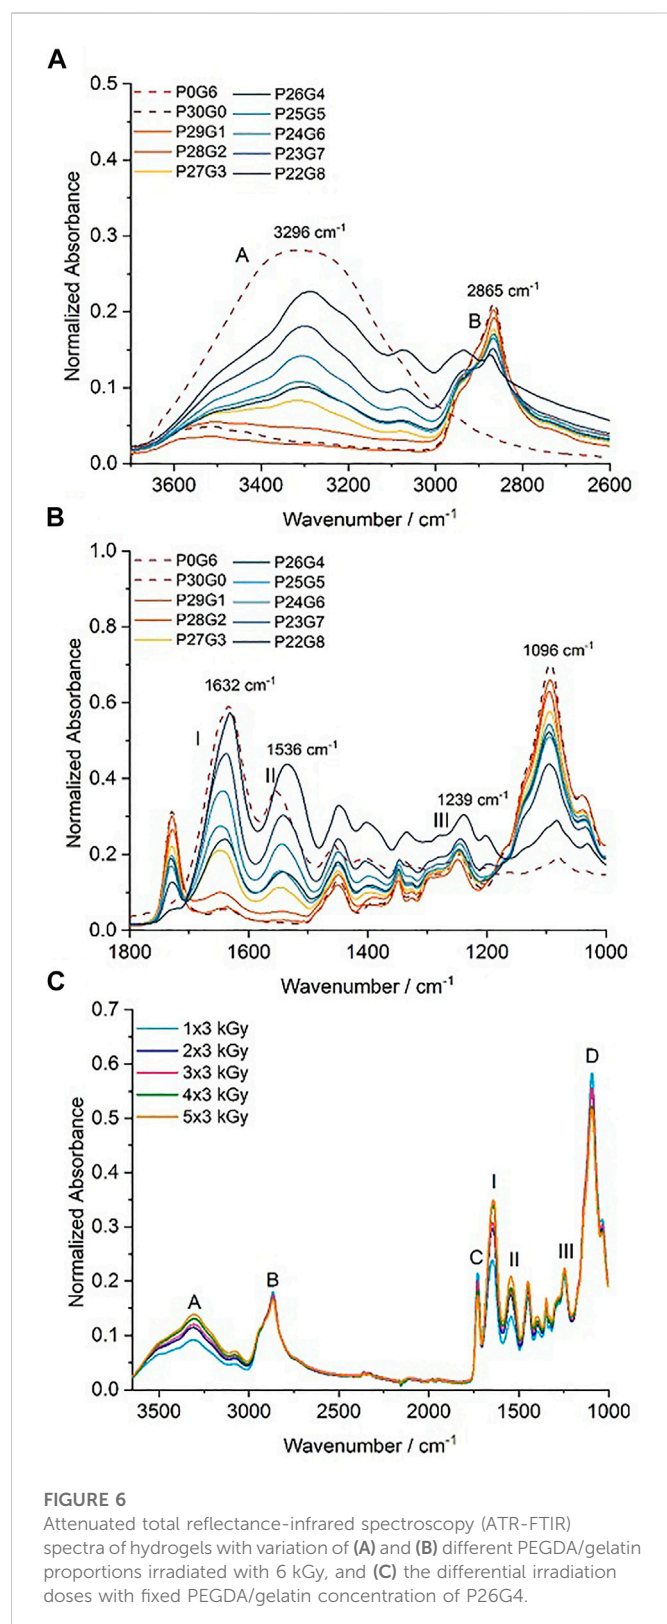 A
0.5
0.4
0.3
0.2
0.1
0.0
Normalized Absorbance
P0G6
P30G0
P29G1
P28G2
P27G3
P26G4
P25G5
P24G6
P23G7
P22G8
A
3296 cm⁻¹
2865 cm⁻¹
B
3600 3400 3200 3000 2800 2600
Wavenumber / cm⁻¹
B
1.0
0.8
0.6
0.4
0.2
0.0
Normalized Absorbance
P0G6
P30G0
P29G1
P28G2
P27G3
P26G4
P25G5
P24G6
P23G7
P22G8
1632 cm⁻¹
I
1536 cm⁻¹
II
1239 cm⁻¹
III
1096 cm⁻¹
1800 1600 1400 1200 1000
Wavenumber / cm⁻¹
C
0.7
0.6
0.5
0.4
0.3
0.2
0.1
0.0
Normalized Absorbance
1x3 kGy
2x3 kGy
3x3 kGy
4x3 kGy
5x3 kGy
A
B
C
I
II
III
D
3500 3000 2500 2000 1500 1000
Wavenumber / cm⁻¹
FIGURE 6
Attenuated total reflectance-infrared spectroscopy (ATR-FTIR)
spectra of hydrogels with variation of (A) and (B) different PEGDA/gelatin
proportions irradiated with 6 kGy, and (C) the differential irradiation
doses with fixed PEGDA/gelatin concentration of P26G4.